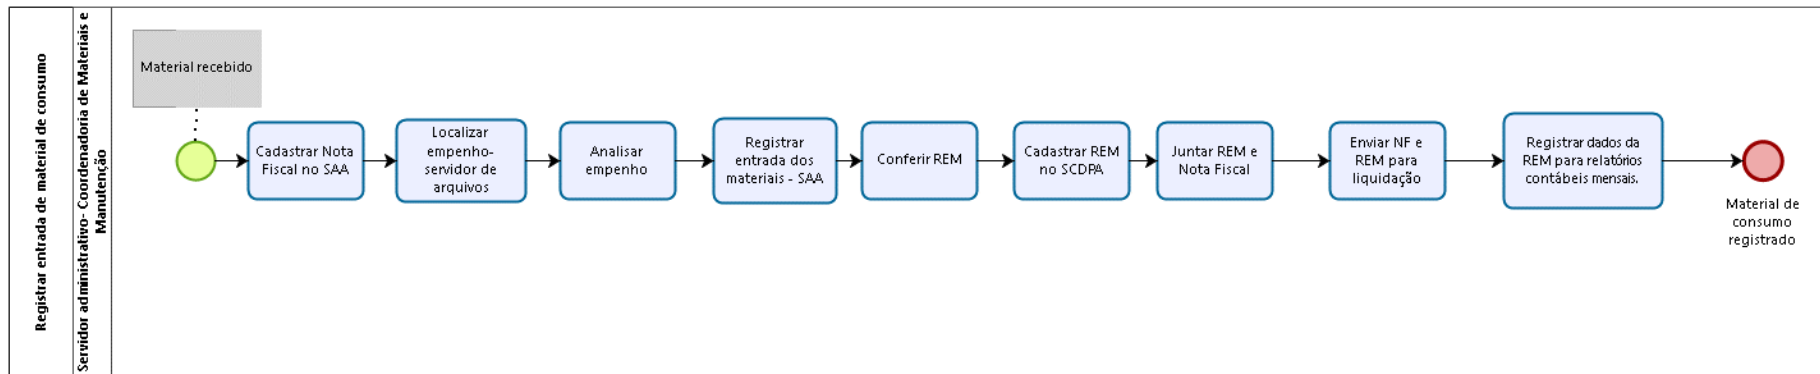 Registrar entrada de material de consumo
Servidor administrativo- Coordenadoria de Materiais e
Manutenção
Material recebido
Cadastrar Nota
Fiscal no SAA
Localizar
empenho-
servidor de
arquivos
Analisar
empenho
Registrar
entrada dos
materiais - SAA
Conferir REM
Cadastrar REM
no SCDPA
Juntar REM e
Nota Fiscal
Enviar NF e
REM para
liquidação
Registrar dados da
REM para relatórios
contábeis mensais.
Material de
consumo
registrado